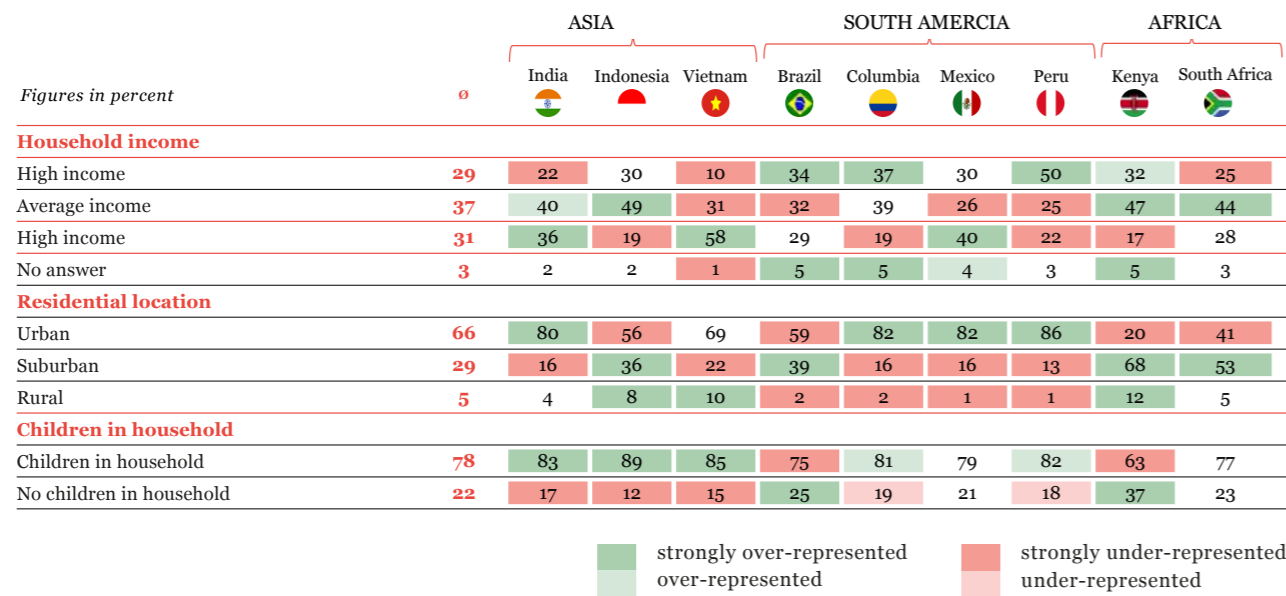 ASIA SOUTH AMERCIA AFRICA
India Indonesia Vietnam Brazil Columbia Mexico Peru Kenya South Africa
Figures in percent ø
Household income
High income 29 22 30 10 34 37 30 50 32 25
Average income 37 40 49 31 32 39 26 25 47 44
High income 31 36 19 58 29 19 40 22 17 28
No answer 3 2 2 1 5 5 4 3 5 3
Residential location
Urban 66 80 56 69 59 82 82 86 20 41
Suburban 29 16 36 22 39 16 16 13 68 53
Rural 5 4 8 10 2 2 1 1 12 5
Children in household
Children in household 78 83 89 85 75 81 79 82 63 77
No children in household 22 17 12 15 25 19 21 18 37 23
strongly over-represented strongly under-represented
over-represented under-represented